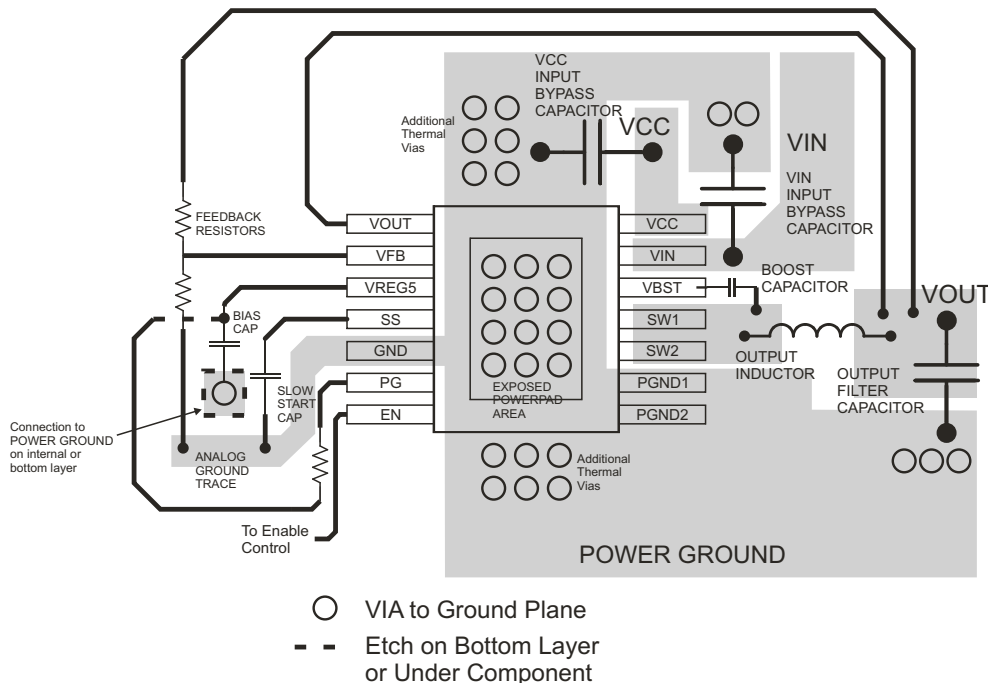 VCC
INPUT
BYPASS
CAPACITOR
Additional
Thermal
Vias
VCC
VIN
VIN
INPUT
BYPASS
CAPACITOR
FEEDBACK
RESISTORS
VOUT
VFB
VREG5
SS
GND
PG
EN
VCC
VIN
VBST
SW1
SW2
PGND1
PGND2
BOOST
CAPACITOR
VOUT
BIAS
CAP
SLOW
START
CAP
OUTPUT
INDUCTOR
OUTPUT
FILTER
CAPACITOR
EXPOSED
POWERPAD
AREA
Connection to
POWER GROUND
on internal or
bottom layer
ANALOG
GROUND
TRACE
Additional
Thermal
Vias
To Enable
Control
POWER GROUND
VIA to Ground Plane
Etch on Bottom Layer
or Under Component